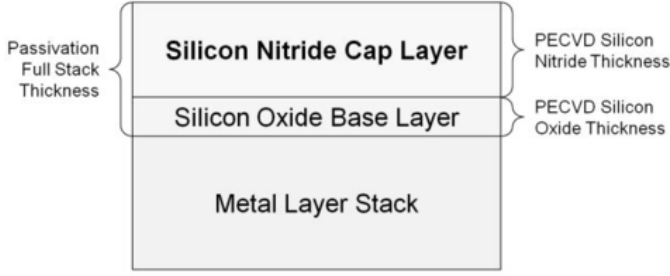 Passivation
Full Stack
Thickness
Silicon Nitride Cap Layer
PECVD Silicon
Nitride Thickness
Silicon Oxide Base Layer
PECVD Silicon
Oxide Thickness
Metal Layer Stack